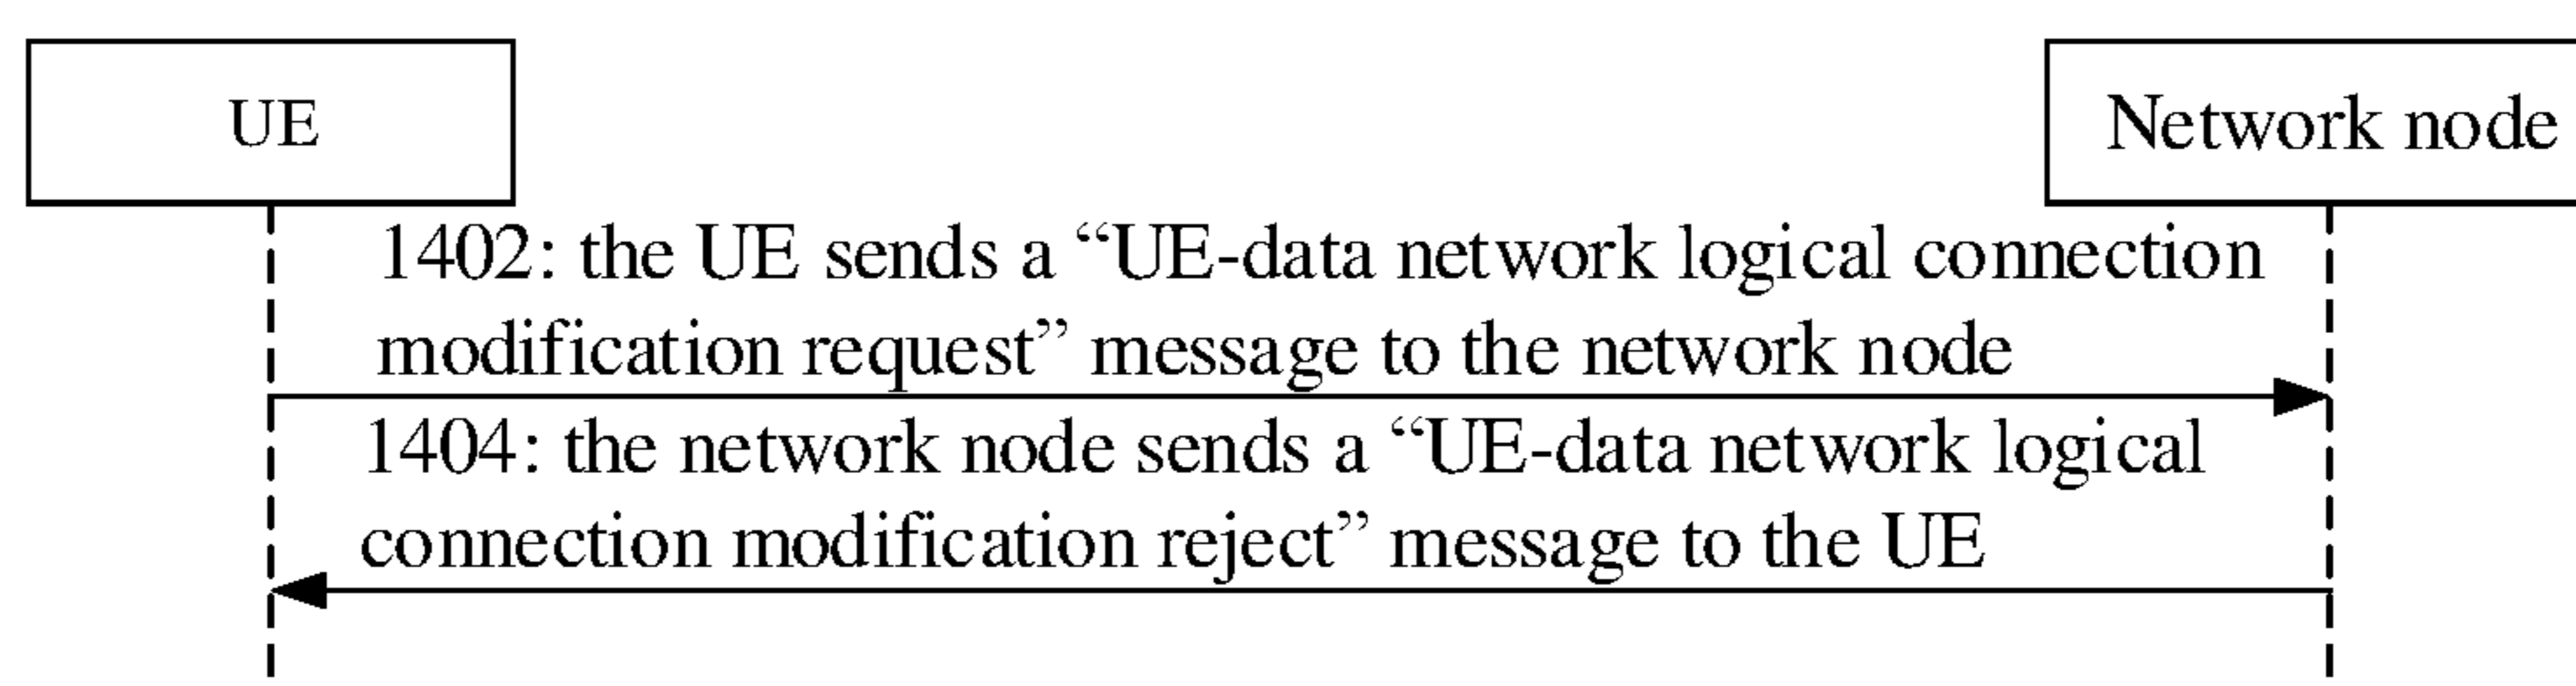 UE
Network node
1402: the UE sends a “UE-data network logical connection
modification request” message to the network node
1404: the network node sends a “UE-data network logical
connection modification reject” message to the UE